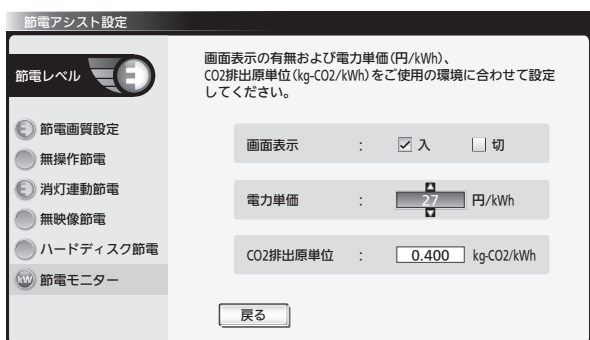 節電アシスト設定
節電レベル
画面表示の有無および電力単価(円/kWh)、
CO2排出原単位(kg-CO2/kWh)をご使用の環境に合わせて設定
してください。
節電画質設定
無操作節電
消灯連動節電
無映像節電
ハードディスク節電
kW 節電モニター
画面表示 : 入 切
電力単価 : 27 円/kWh
CO2排出原単位 : 0.400 kg-CO2/kWh
戻る